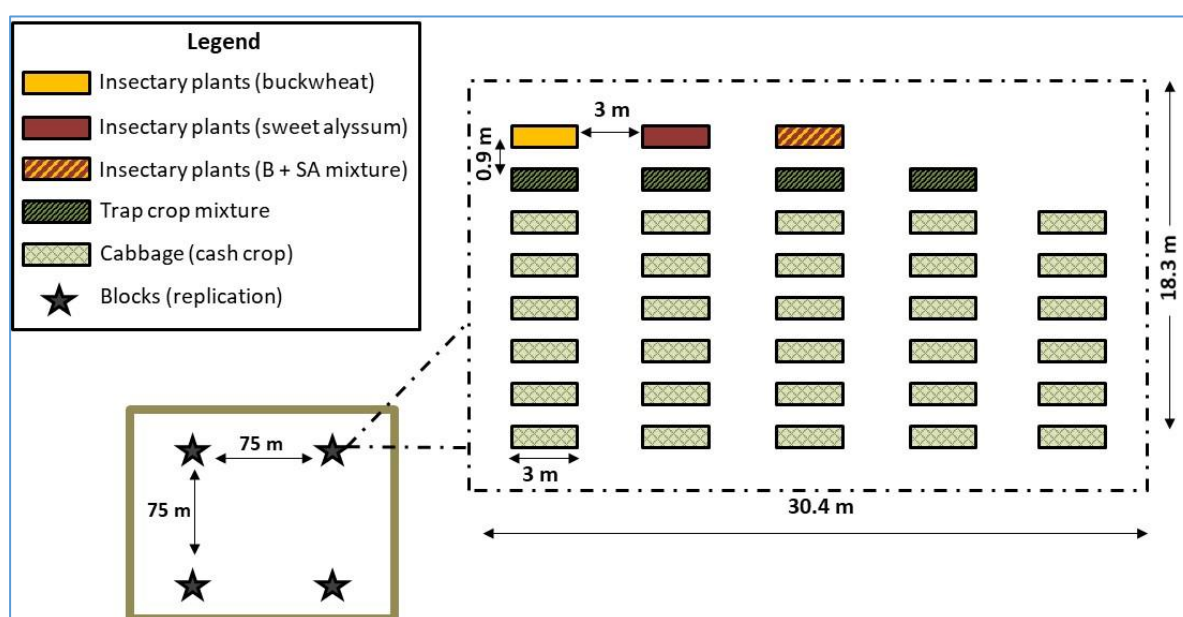 Legend
Insectary plants (buckwheat)
Insectary plants (sweet alyssum)
Insectary plants (B + SA mixture)
Trap crop mixture
Cabbage (cash crop)
Blocks (replication)
3 m
0.9 m
18.3 m
3 m
30.4 m
75 m
75 m